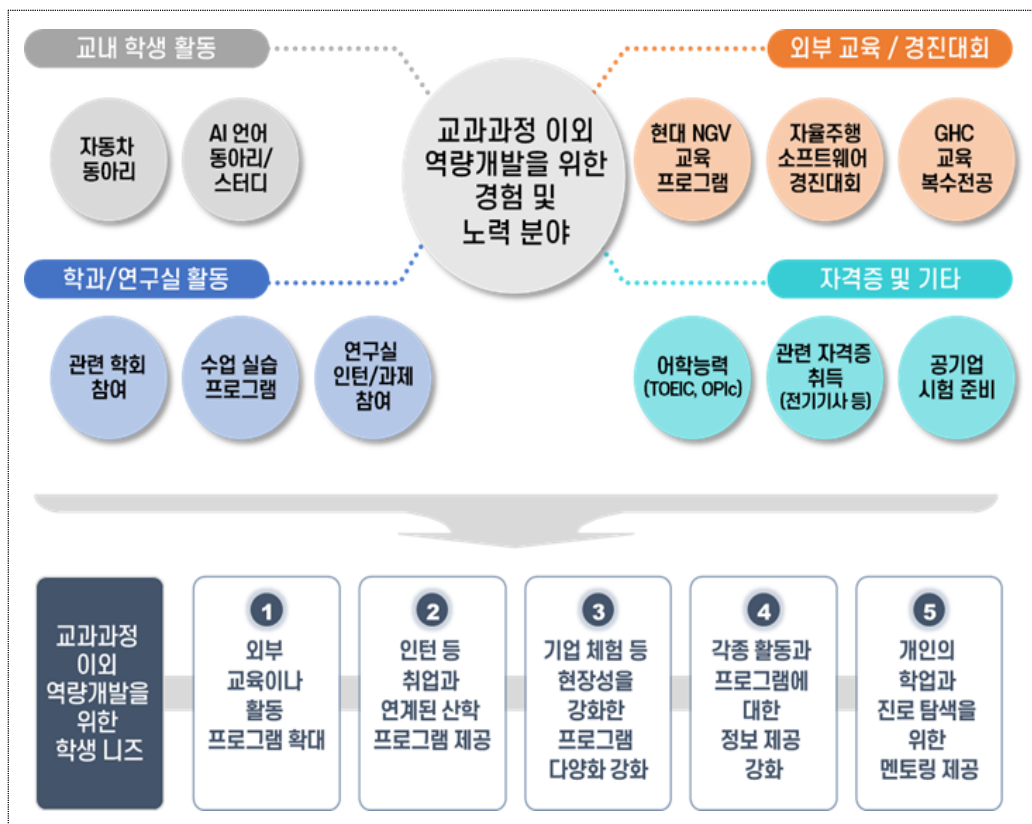 교내 학생 활동
자동차
동아리
AI 언어
동아리/
스터디
교과과정 이외
역량개발을 위한
경험 및
노력 분야
외부 교육 / 경진대회
현대 NGV
교육
프로그램
자율주행
소프트웨어
경진대회
GHC
교육
복수전공
학과/연구실 활동
관련 학회
참여
수업 실습
프로그램
연구실
인턴/과제
참여
자격증 및 기타
어학능력
(TOEIC, OPIc)
관련 자격증
취득
(전기기사 등)
공기업
시험 준비
교과과정
이외
역량개발을
위한
학생 니즈
1
외부
교육이나
활동
프로그램 확대
2
인턴 등
취업과
연계된 산학
프로그램 제공
3
기업 체험 등
현장성을
강화한
프로그램
다양화 강화
4
각종 활동과
프로그램에
대한
정보 제공
강화
5
개인의
학업과
진로 탐색을
위한
멘토링 제공